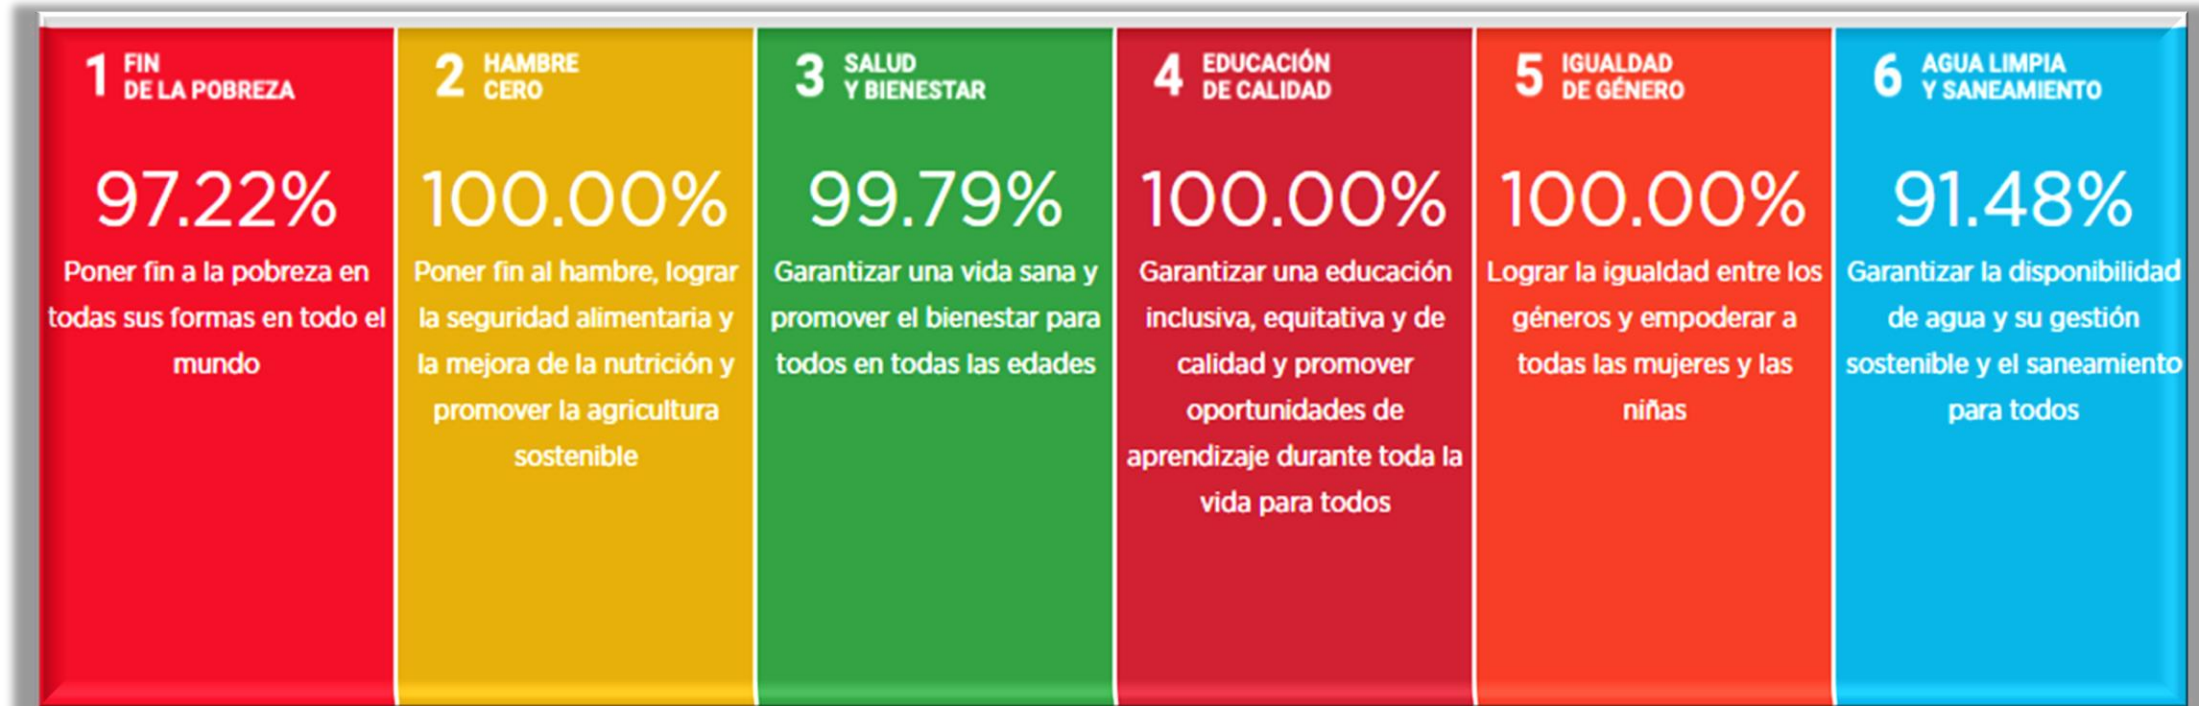 1 FIN
DE LA POBREZA
97.22%
Poner fin a la pobreza en
todas sus formas en todo el
mundo
2 HAMBRE
CERO
100.00%
Poner fin al hambre, lograr
la seguridad alimentaria y
la mejora de la nutrición y
promover la agricultura
sostenible
3 SALUD
Y BIENESTAR
99.79%
Garantizar una vida sana y
promover el bienestar para
todos en todas las edades
4 EDUCACIÓN
DE CALIDAD
100.00%
Garantizar una educación
inclusiva, equitativa y de
calidad y promover
oportunidades de
aprendizaje durante toda la
vida para todos
5 IGUALDAD
DE GÉNERO
100.00%
Lograr la igualdad entre los
géneros y empoderar a
todas las mujeres y las
niñas
6 AGUA LIMPIA
Y SANEAMIENTO
91.48%
Garantizar la disponibilidad
de agua y su gestión
sostenible y el saneamiento
para todos